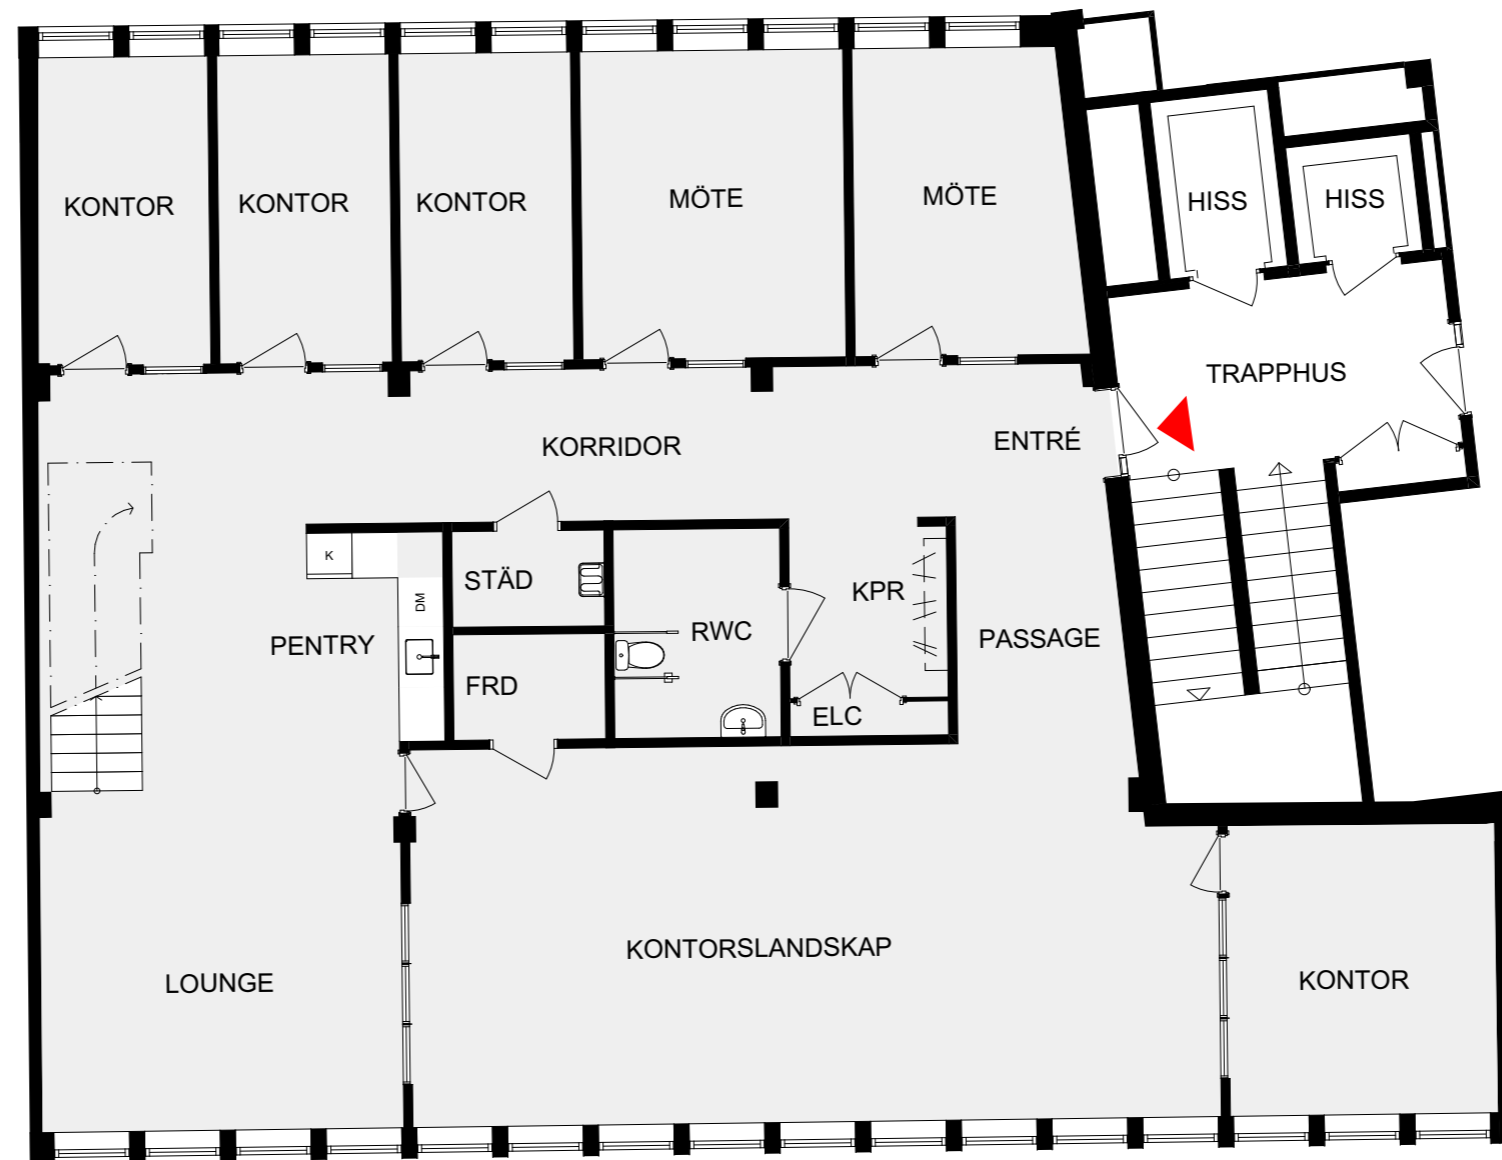 KONTOR
KONTOR
KONTOR
MÖTE
MÖTE
HISS
HISS
TRAPPHUS
KORRIDOR
ENTRÉ
K
STÄD
DM
KPR
RWC
PENTRY
PASSAGE
FRD
ELC
KONTORSLANDSKAP
LOUNGE
KONTOR